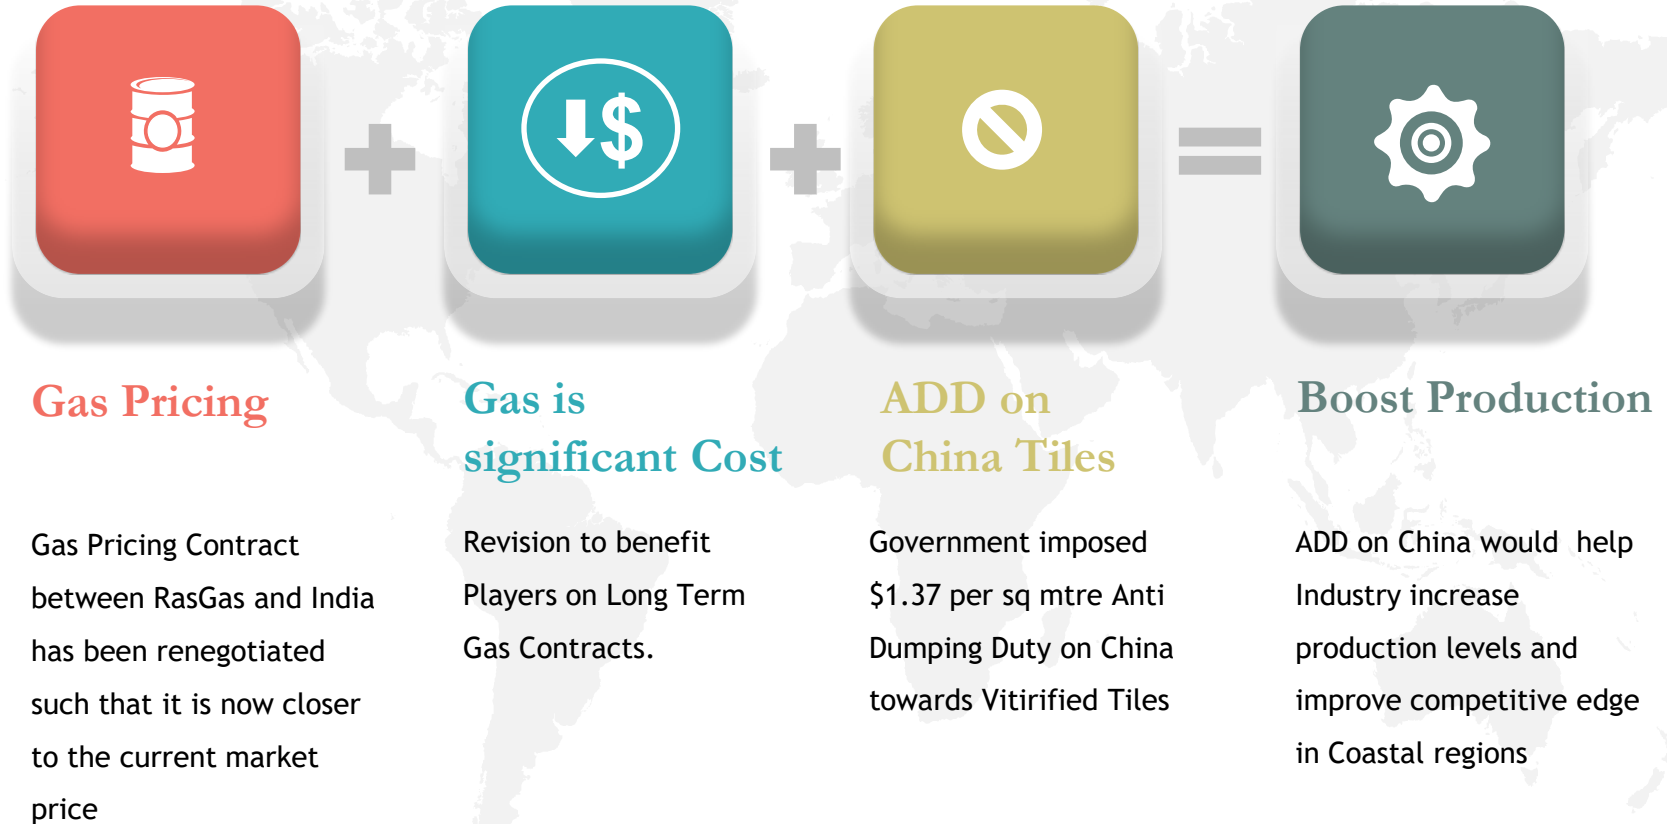 $
Gas Pricing
Gas Pricing Contract
between RasGas and India
has been renegotiated
such that it is now closer
to the current market
price
Gas is
significant Cost
Revision to benefit
Players on Long Term
Gas Contracts.
ADD on
China Tiles
Government imposed
$1.37 per sq mtre Anti
Dumping Duty on China
towards Vitirified Tiles
Boost Production
ADD on China would  help
Industry increase
production levels and
improve competitive edge
in Coastal regions